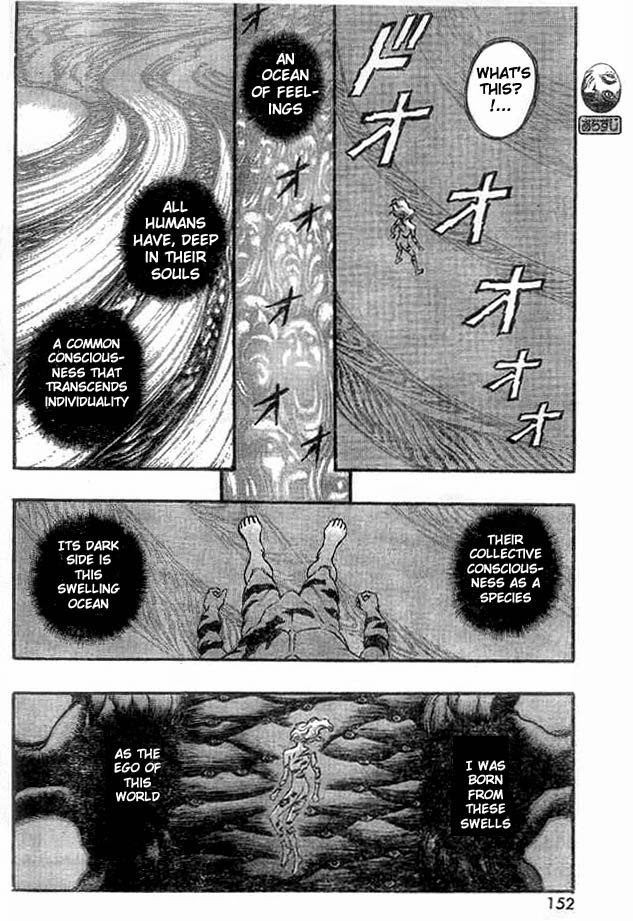 WHAT'S
THIS?
!...
ドオオオオオ
あらすじ
AN
OCEAN
OF FEEL-
INGS
オオオオオ
ALL
HUMANS
HAVE, DEEP
IN THEIR
SOULS
A COMMON
CONSCIOUS-
NESS THAT
TRANSCENDS
INDIVIDUALITY
THEIR
COLLECTIVE
CONSCIOUS-
NESS AS A
SPECIES
ITS DARK
SIDE IS
THIS
SWELLING
OCEAN
I WAS
BORN
FROM
THESE
SWELLS
AS THE
EGO OF
THIS
WORLD
152